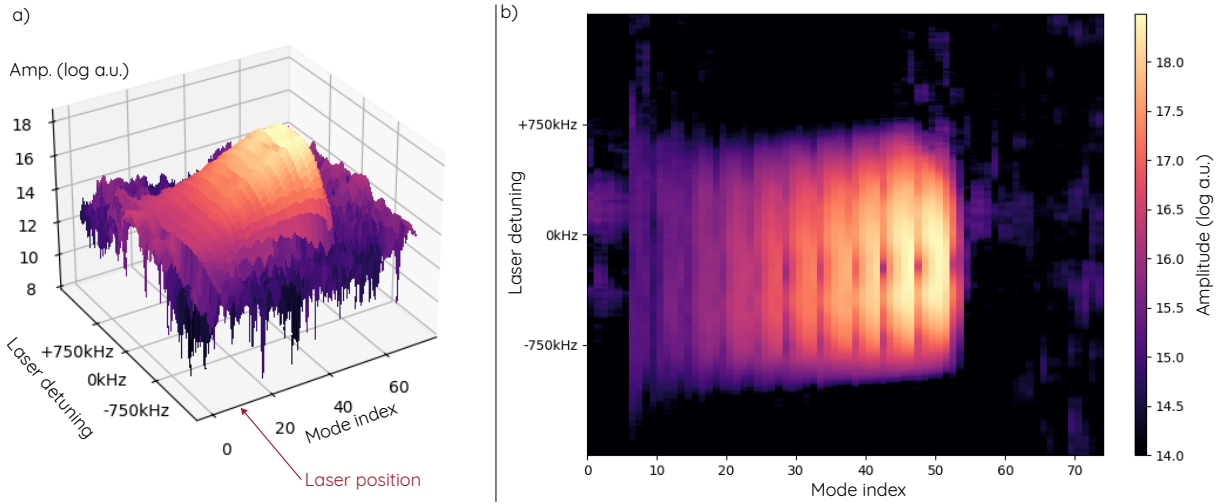 a)
Amp. (log a.u.)
18
16
14
12
10
8
+750kHz
0kHz
-750kHz
Laser detuning
0
20
40
60
Mode index
Laser position
b)
+750kHz
0kHz
-750kHz
Laser detuning
0
10
20
30
40
50
60
70
Mode index
18.0
17.5
17.0
16.5
16.0
15.5
15.0
14.5
14.0
Amplitude (log a.u.)